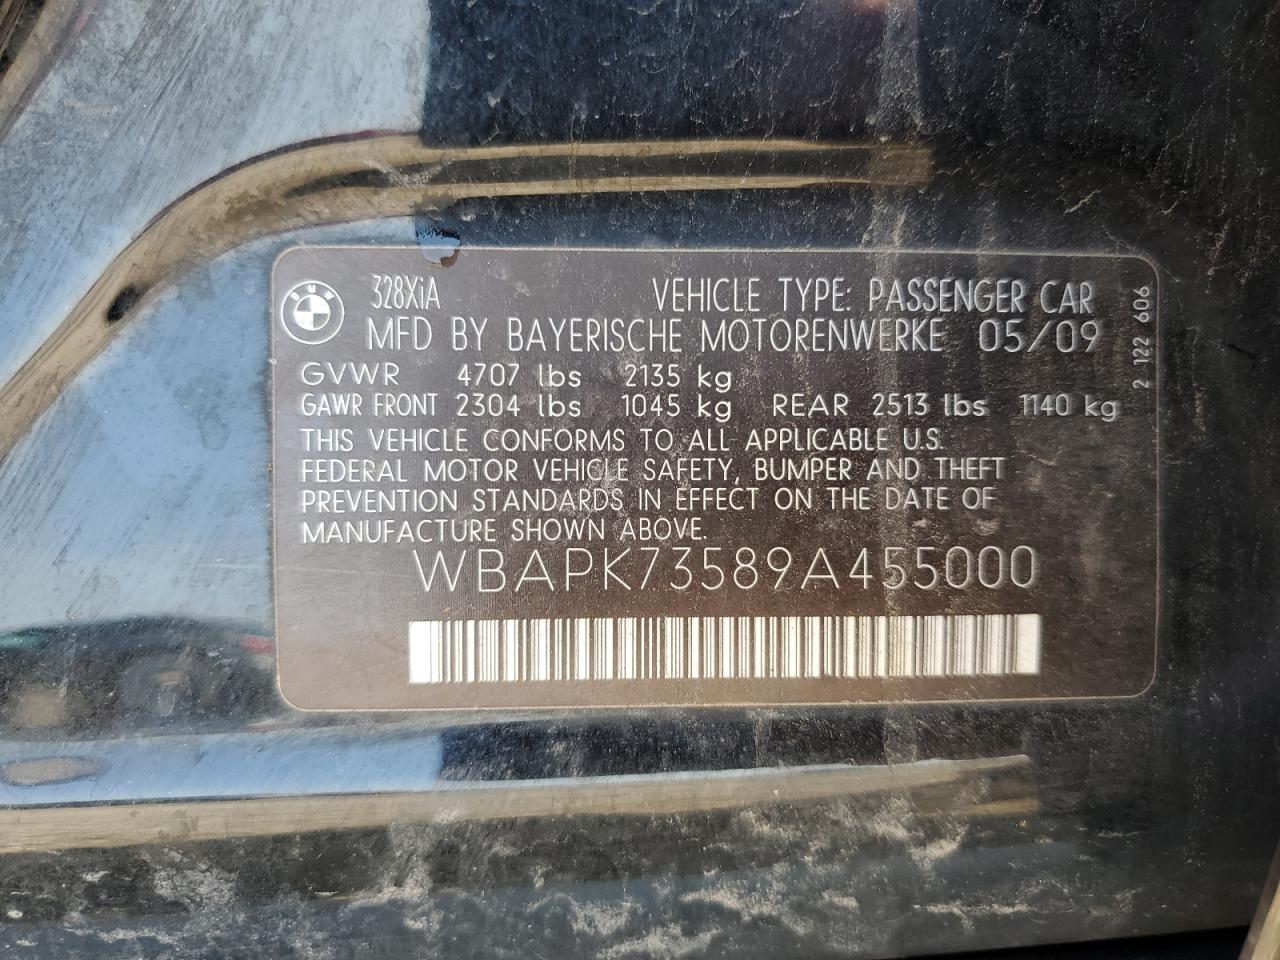 BMW
328XiA VEHICLE TYPE: PASSENGER CAR
MFD BY BAYERISCHE MOTORENWERKE 05/09
GVWR 4707 lbs 2135 kg
GAWR FRONT 2304 lbs 1045 kg REAR 2513 lbs 1140 kg
THIS VEHICLE CONFORMS TO ALL APPLICABLE U.S.
FEDERAL MOTOR VEHICLE SAFETY, BUMPER AND THEFT
PREVENTION STANDARDS IN EFFECT ON THE DATE OF
MANUFACTURE SHOWN ABOVE.
WBAPK73589A455000
2 122 606